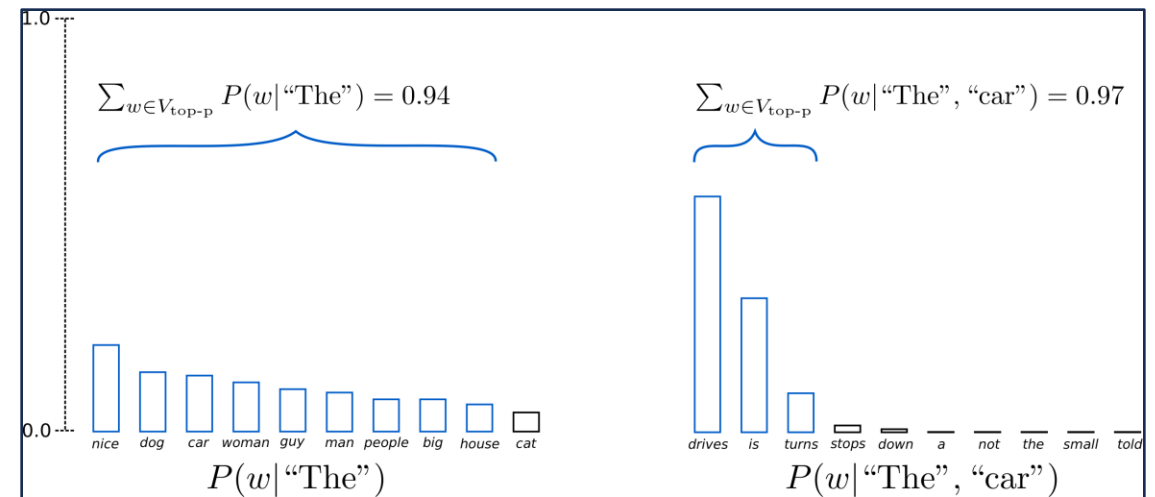 1.0
∑w∈Vtop-p P(w|“The”) = 0.94
∑w∈Vtop-p P(w|“The”, “car”) = 0.97
0.0
nice dog car woman guy man people big house cat
drives is turns stops down a not the small told
P(w|“The”)
P(w|“The”, “car”)